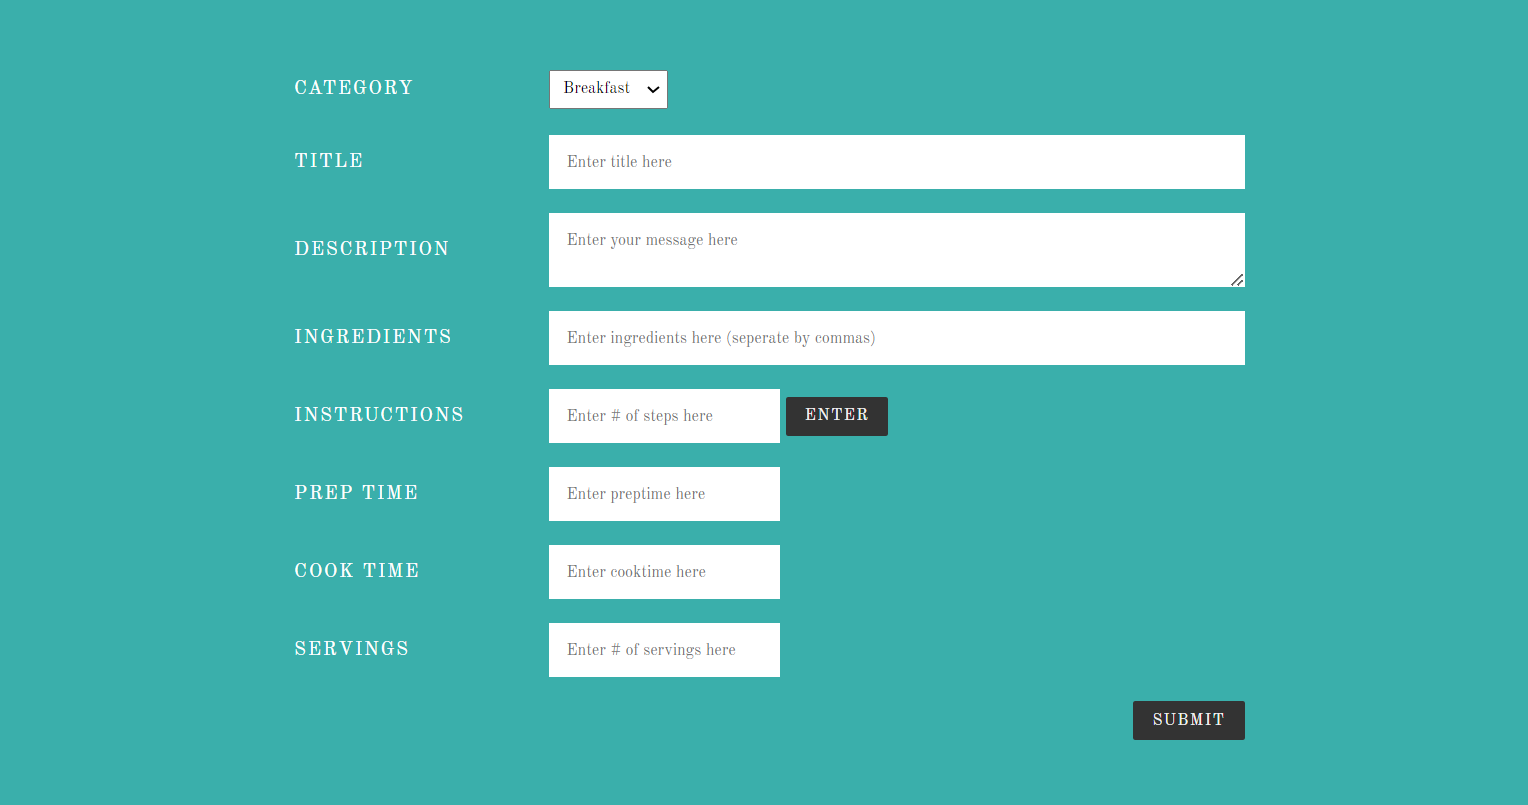 CATEGORY Breakfast
TITLE Enter title here
DESCRIPTION Enter your message here
INGREDIENTS Enter ingredients here (seperate by commas)
INSTRUCTIONS Enter # of steps here ENTER
PREP TIME Enter preptime here
COOK TIME Enter cooktime here
SERVINGS Enter # of servings here
SUBMIT